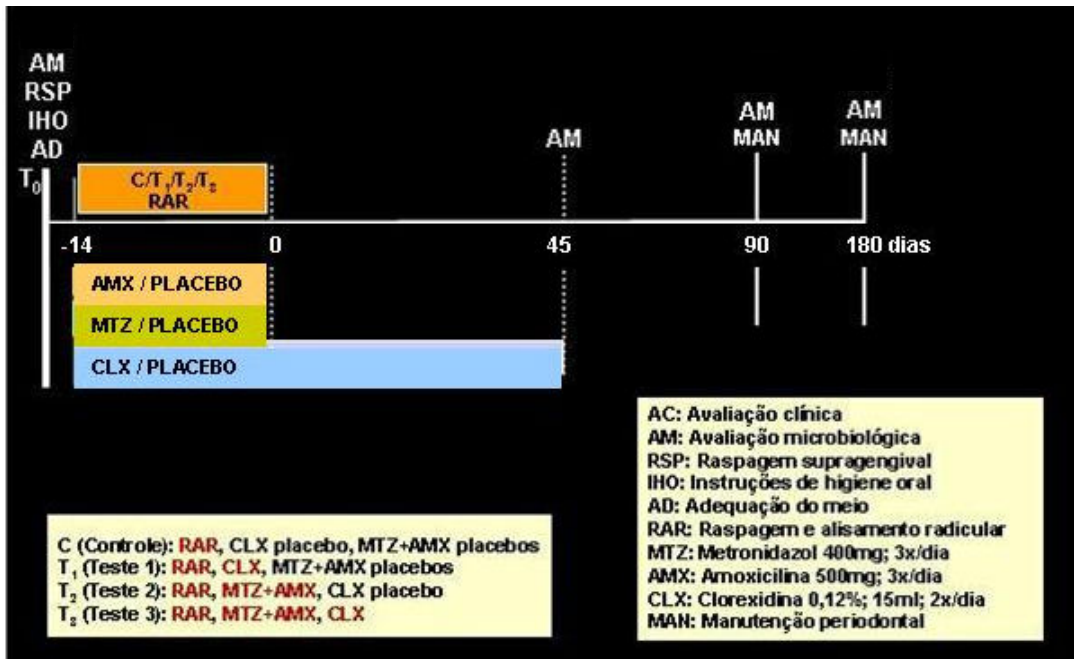 AM
RSP
IHO
AD
T₀
C/T₁/T₂/T₃
RAR
AM
AM
MAN
AM
MAN
-14 0 45 90 180 dias
AMX / PLACEBO
MTZ / PLACEBO
CLX / PLACEBO
C (Controle): RAR, CLX placebo, MTZ+AMX placebos
T₁ (Teste 1): RAR, CLX, MTZ+AMX placebos
T₂ (Teste 2): RAR, MTZ+AMX, CLX placebo
T₃ (Teste 3): RAR, MTZ+AMX, CLX
AC: Avaliação clínica
AM: Avaliação microbiológica
RSP: Raspagem supragengival
IHO: Instruções de higiene oral
AD: Adequação do meio
RAR: Raspagem e alisamento radicular
MTZ: Metronidazol 400mg; 3x/dia
AMX: Amoxicilina 500mg; 3x/dia
CLX: Clorexidina 0,12%; 15ml; 2x/dia
MAN: Manutenção periodontal